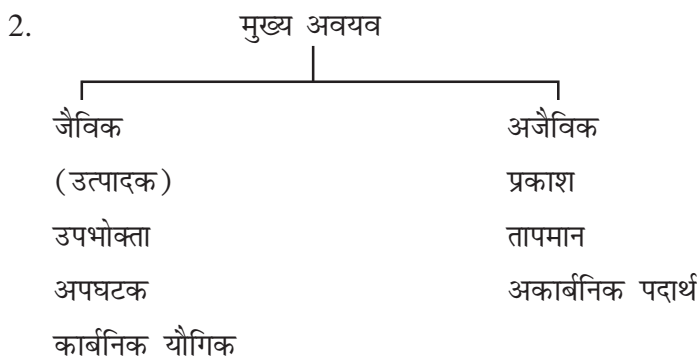 2. मुख्य अवयव
जैविक अजैविक
(उत्पादक) प्रकाश
उपभोक्ता तापमान
अपघटक अकार्बनिक पदार्थ
कार्बनिक यौगिक